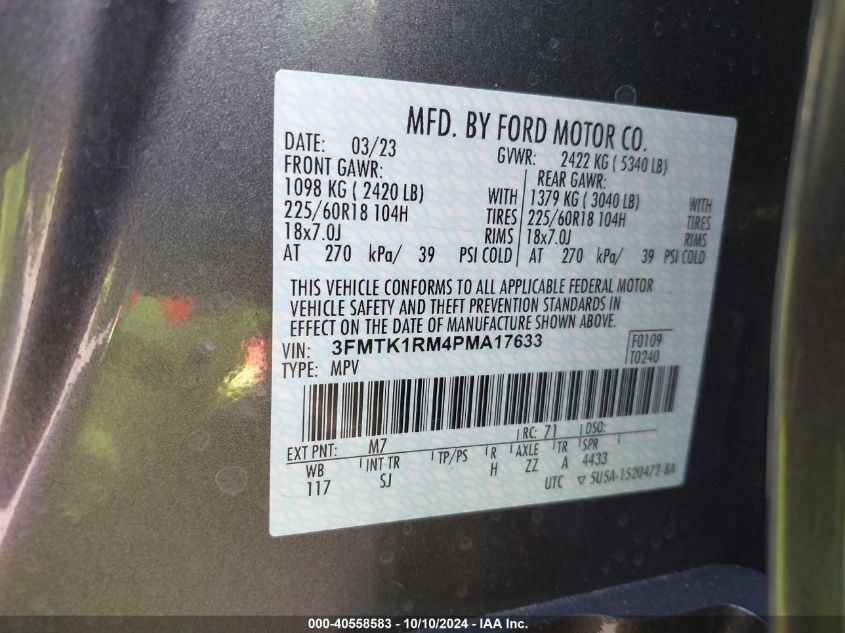 MFD. BY FORD MOTOR CO.
DATE: 03/23 GVWR: 2422 KG ( 5340 LB)
FRONT GAWR: REAR GAWR:
1098 KG ( 2420 LB) WITH 1379 KG ( 3040 LB) WITH
225/60R18 104H TIRES 225/60R18 104H TIRES
18x7.0J RIMS 18x7.0J RIMS
AT 270 kPa/ 39 PSI COLD AT 270 kPa/ 39 PSI COLD
THIS VEHICLE CONFORMS TO ALL APPLICABLE FEDERAL MOTOR
VEHICLE SAFETY AND THEFT PREVENTION STANDARDS IN
EFFECT ON THE DATE OF MANUFACTURE SHOWN ABOVE.
VIN: 3FMTK1RM4PMA17633 F0109
TYPE: MPV T0240
EXT PNT: M7 RC: 71 DSO:
WB INT TR TP/PS R AXLE TR SPR
117 SJ H ZZ A 4433
UTC ▽ 5U5A-1520472-BA
000-40558583 - 10/10/2024 - IAA Inc.